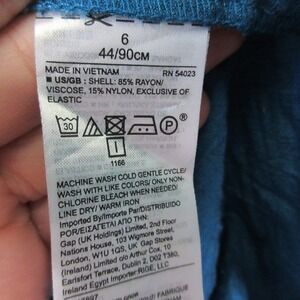 6
44/90CM
MADE IN VIETNAM RN 54023
■ US/GB: SHELL: 85% RAYON/
VISCOSE, 15% NYLON, EXCLUSIVE OF
ELASTIC
30 P
I
1166
MACHINE WASH COLD GENTLE CYCLE/
WASH WITH LIKE COLORS/ ONLY NON-
CHLORINE BLEACH WHEN NEEDED/
LINE DRY/ WARM IRON
Imported by/Importé par/DISTRIBUIDO
POR/ΕΙΣΑΓΕΤΑΙ ΑΠΟ ΤΗΝ:
Gap (UK Holdings) Limited, 2nd Floor
Nations House, 103 Wigmore Street,
London, W1U 1QS, UK Gap Stores
(Ireland) Limited c/o Arthur Cox, 10
Earlsfort Terrace, Dublin 2, D02 T380,
Ireland Egypt Importer:RIGE, LLC